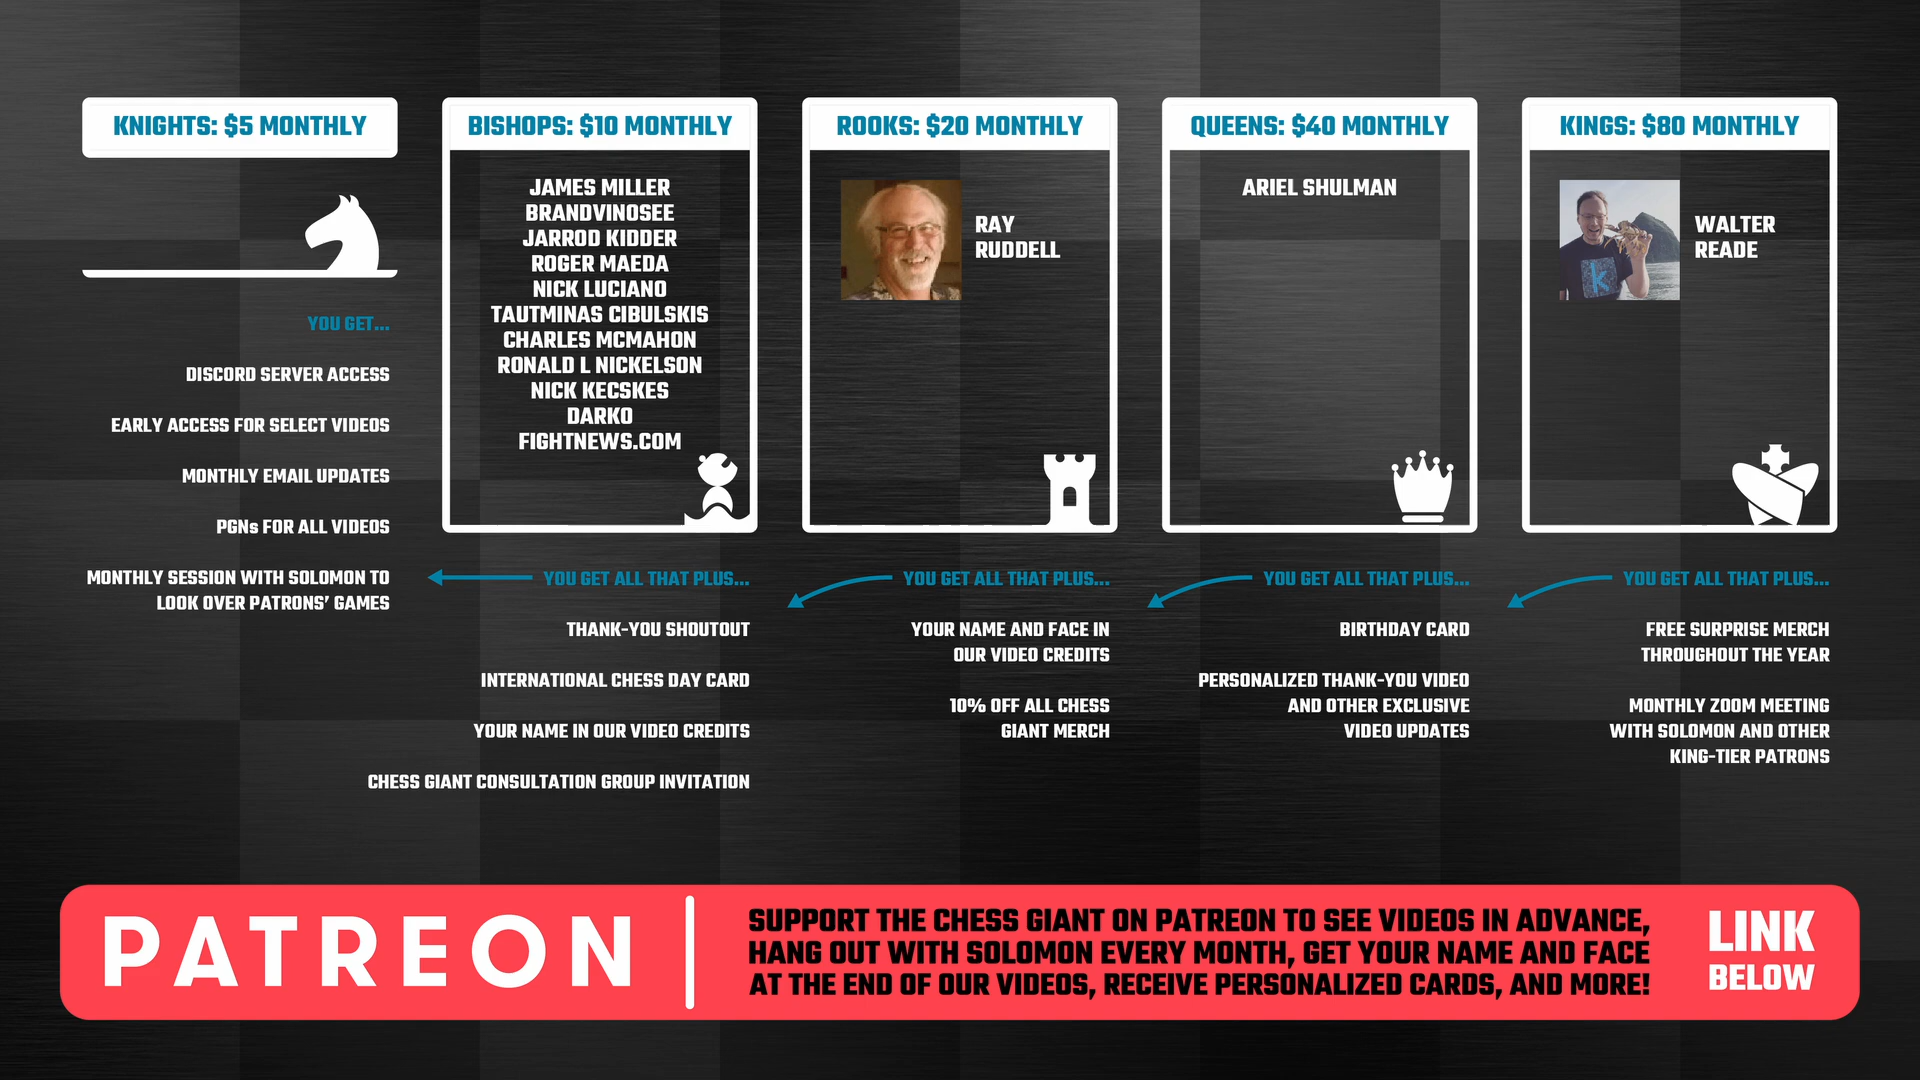 KNIGHTS: $5 MONTHLY
YOU GET...
DISCORD SERVER ACCESS
EARLY ACCESS FOR SELECT VIDEOS
MONTHLY EMAIL UPDATES
PGNs FOR ALL VIDEOS
MONTHLY SESSION WITH SOLOMON TO
LOOK OVER PATRONS' GAMES
BISHOPS: $10 MONTHLY
JAMES MILLER
BRANDVINOSEE
JARROD KIDDER
ROGER MAEDA
NICK LUCIANO
TAUTMINAS CIBULSKIS
CHARLES MCMAHON
RONALD L NICKELSON
NICK KECSKES
DARKO
FIGHTNEWS.COM
YOU GET ALL THAT PLUS...
THANK-YOU SHOUTOUT
INTERNATIONAL CHESS DAY CARD
YOUR NAME IN OUR VIDEO CREDITS
CHESS GIANT CONSULTATION GROUP INVITATION
ROOKS: $20 MONTHLY
RAY
RUDDELL
YOU GET ALL THAT PLUS...
YOUR NAME AND FACE IN
OUR VIDEO CREDITS
10% OFF ALL CHESS
GIANT MERCH
QUEENS: $40 MONTHLY
ARIEL SHULMAN
YOU GET ALL THAT PLUS...
BIRTHDAY CARD
PERSONALIZED THANK-YOU VIDEO
AND OTHER EXCLUSIVE
VIDEO UPDATES
KINGS: $80 MONTHLY
k
WALTER
READE
YOU GET ALL THAT PLUS...
FREE SURPRISE MERCH
THROUGHOUT THE YEAR
MONTHLY ZOOM MEETING
WITH SOLOMON AND OTHER
KING-TIER PATRONS
PATREON
SUPPORT THE CHESS GIANT ON PATREON TO SEE VIDEOS IN ADVANCE,
HANG OUT WITH SOLOMON EVERY MONTH, GET YOUR NAME AND FACE
AT THE END OF OUR VIDEOS, RECEIVE PERSONALIZED CARDS, AND MORE!
LINK
BELOW